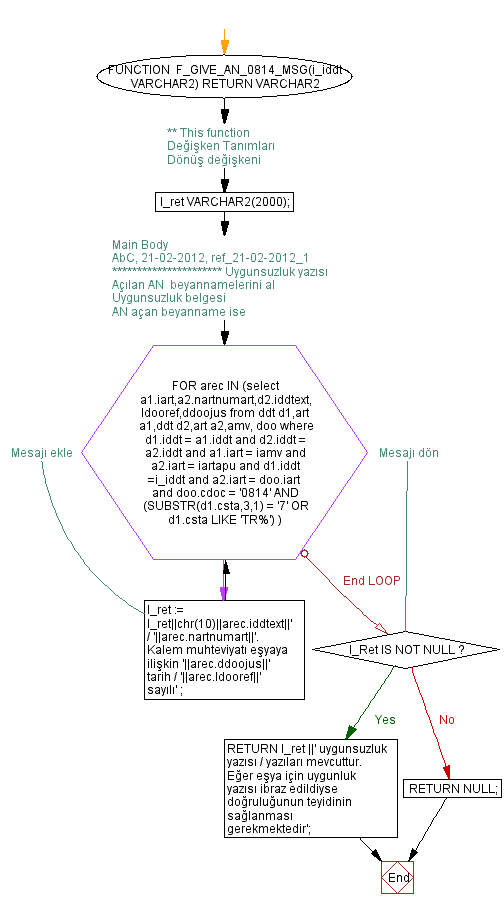 FUNCTION F_GIVE_AN_0814_MSG(i_iddt
VARCHAR2) RETURN VARCHAR2
** This function
Değişken Tanımları
Dönüş değişkeni
l_ret VARCHAR2(2000);
Main Body
AbC, 21-02-2012, ref_21-02-2012_1
********************** Uygunsuzluk yazısı
Açılan AN beyannamelerini al
Uygunsuzluk belgesi
AN açan beyanname ise
FOR arec IN (select
a1.iart,a2.nartnumart,d2.iddtext,
ldooref,ddoojus from ddt d1,art
a1,ddt d2,art a2,amv, doo where
d1.iddt = a1.iddt and d2.iddt =
a2.iddt and a1.iart = iamv and
a2.iart = iartapu and d1.iddt
=i_iddt and a2.iart = doo.iart
and doo.cdoc = '0814' AND
(SUBSTR(d1.csta,3,1) = '7' OR
d1.csta LIKE 'TR%') )
Mesajı ekle
Mesajı dön
End LOOP
l_ret :=
l_ret||chr(10)||arec.iddtext||'
/ '||arec.nartnumart||'.
Kalem muhteviyatı eşyaya
ilişkin '||arec.ddoojus||'
tarih / '||arec.ldooref||'
sayılı' ;
l_Ret IS NOT NULL ?
Yes
No
RETURN l_ret ||' uygunsuzluk
yazısı / yazıları mevcuttur.
Eğer eşya için uygunluk
yazısı ibraz edildiyse
doğruluğunun teyidinin
sağlanması
gerekmektedir';
RETURN NULL;
End